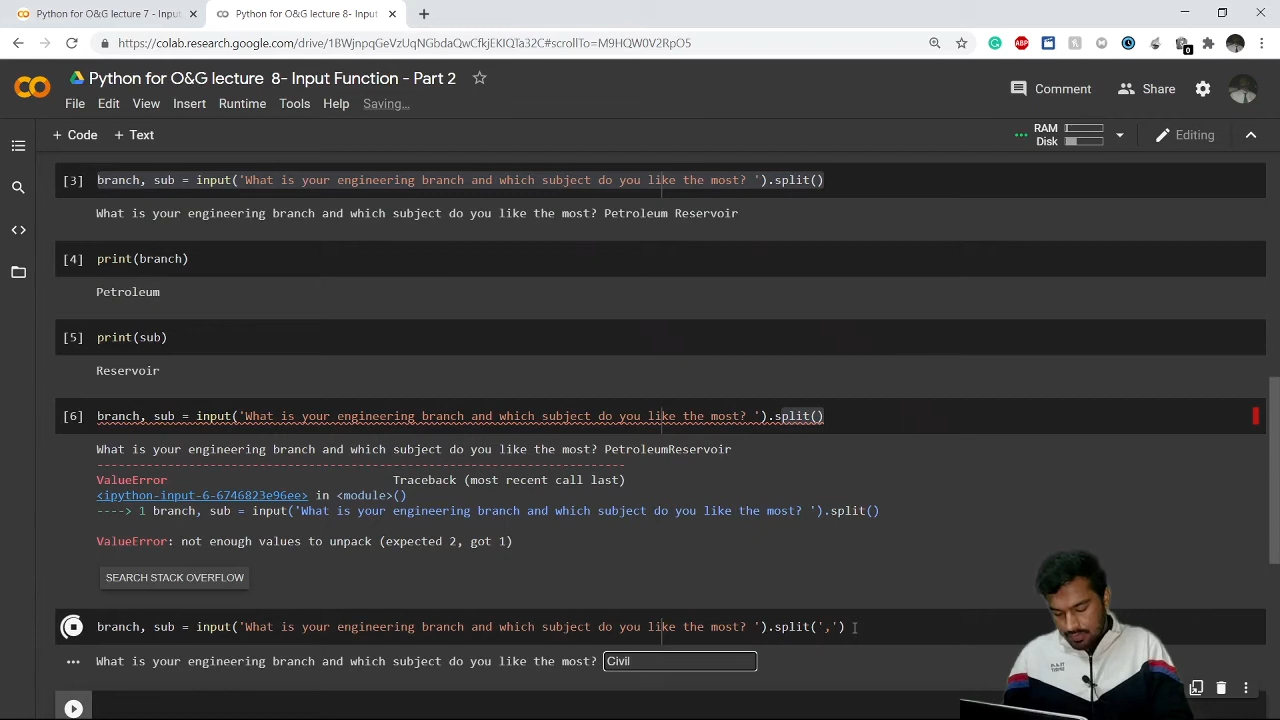 Python for O&G lecture 7 - Input
Python for O&G lecture 8- Input
https://colab.research.google.com/drive/1BWjnpgGeVzUqNGbdaQwCfkiEKIQTa32C#scrollTo=M9HQW0V2RpO5
Python for O&G lecture 8- Input Function - Part 2
Comment
Share
File Edit View Insert Runtime Tools Help Saving...
+ Code + Text
RAM
Disk
Editing
[3] branch, sub = input('What is your engineering branch and which subject do you like the most? ').split()
What is your engineering branch and which subject do you like the most? Petroleum Reservoir
[4] print(branch)
Petroleum
[5] print(sub)
Reservoir
[6] branch, sub = input('What is your engineering branch and which subject do you like the most? ').split()
What is your engineering branch and which subject do you like the most? PetroleumReservoir
---------------------------------------------------------------------------
ValueError Traceback (most recent call last)
<ipython-input-6-6746823e96ee> in <module>()
----> 1 branch, sub = input('What is your engineering branch and which subject do you like the most? ').split()
ValueError: not enough values to unpack (expected 2, got 1)
SEARCH STACK OVERFLOW
branch, sub = input('What is your engineering branch and which subject do you like the most? ').split(',')
... What is your engineering branch and which subject do you like the most? Civil